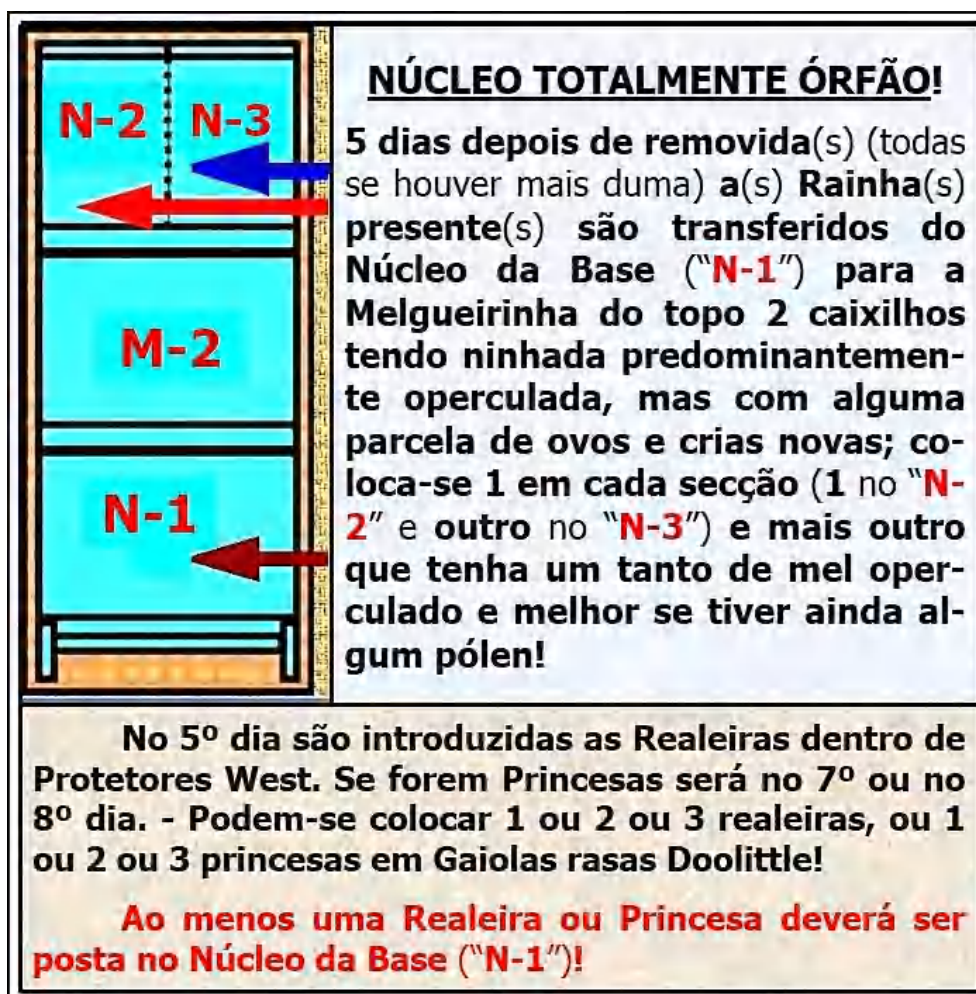 N-2 N-3
M-2
N-1
NÚCLEO TOTALMENTE ÓRFÃO!
5 dias depois de removida(s) (todas
se houver mais duma) a(s) Rainha(s)
presente(s) são transferidos do
Núcleo da Base ("N-1") para a
Melgueirinha do topo 2 caixilhos
tendo ninhada predominantemen-
te operculada, mas com alguma
parcela de ovos e crias novas; co-
loca-se 1 em cada secção (1 no "N-
2" e outro no "N-3") e mais outro
que tenha um tanto de mel oper-
culado e melhor se tiver ainda al-
gum pólen!
No 5º dia são introduzidas as Realeiras dentro de
Protetores West. Se forem Princesas será no 7º ou no
8º dia. - Podem-se colocar 1 ou 2 ou 3 realeiras, ou 1
ou 2 ou 3 princesas em Gaiolas rasas Doolittle!
Ao menos uma Realeira ou Princesa deverá ser
posta no Núcleo da Base ("N-1")!